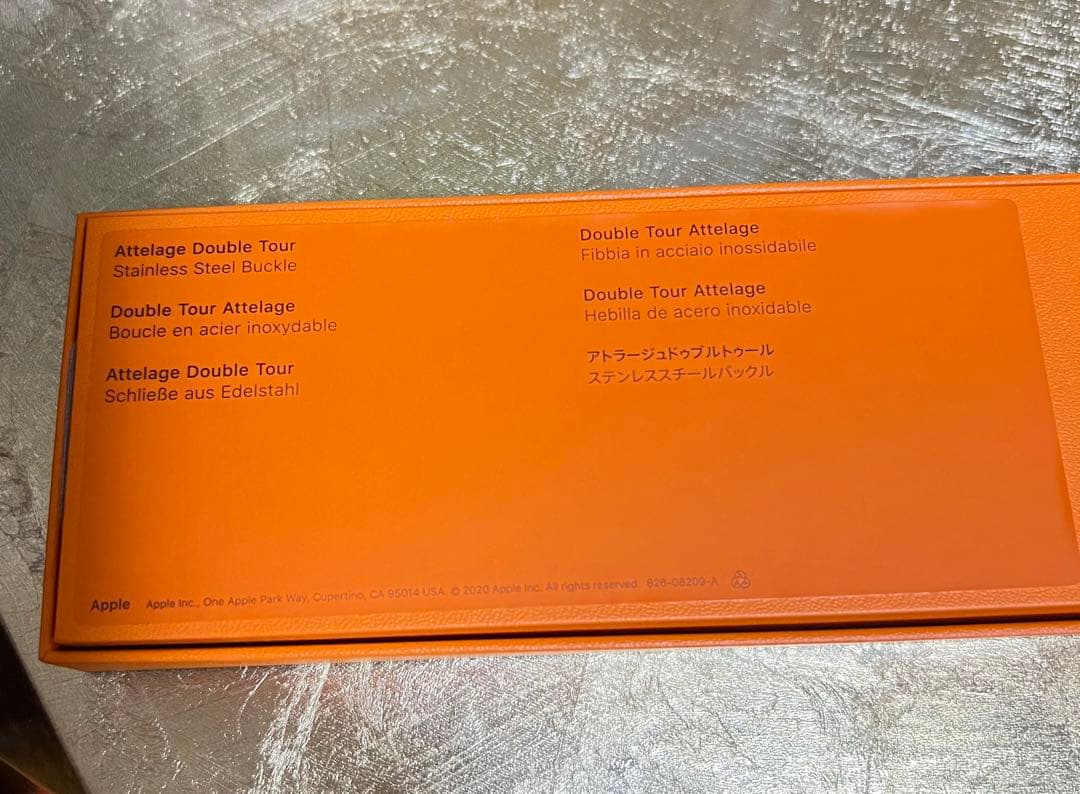 Attelage Double Tour
Stainless Steel Buckle
Double Tour Attelage
Boucle en acier inoxydable
Attelage Double Tour
Schließe aus Edelstahl
Double Tour Attelage
Fibbia in acciaio inossidabile
Double Tour Attelage
Hebilla de acero inoxidable
アトラージュドゥブルトゥール
ステンレススチールバックル
Apple Apple Inc., One Apple Park Way, Cupertino, CA 95014 USA. © 2020 Apple Inc. All rights reserved. 826-08209-A